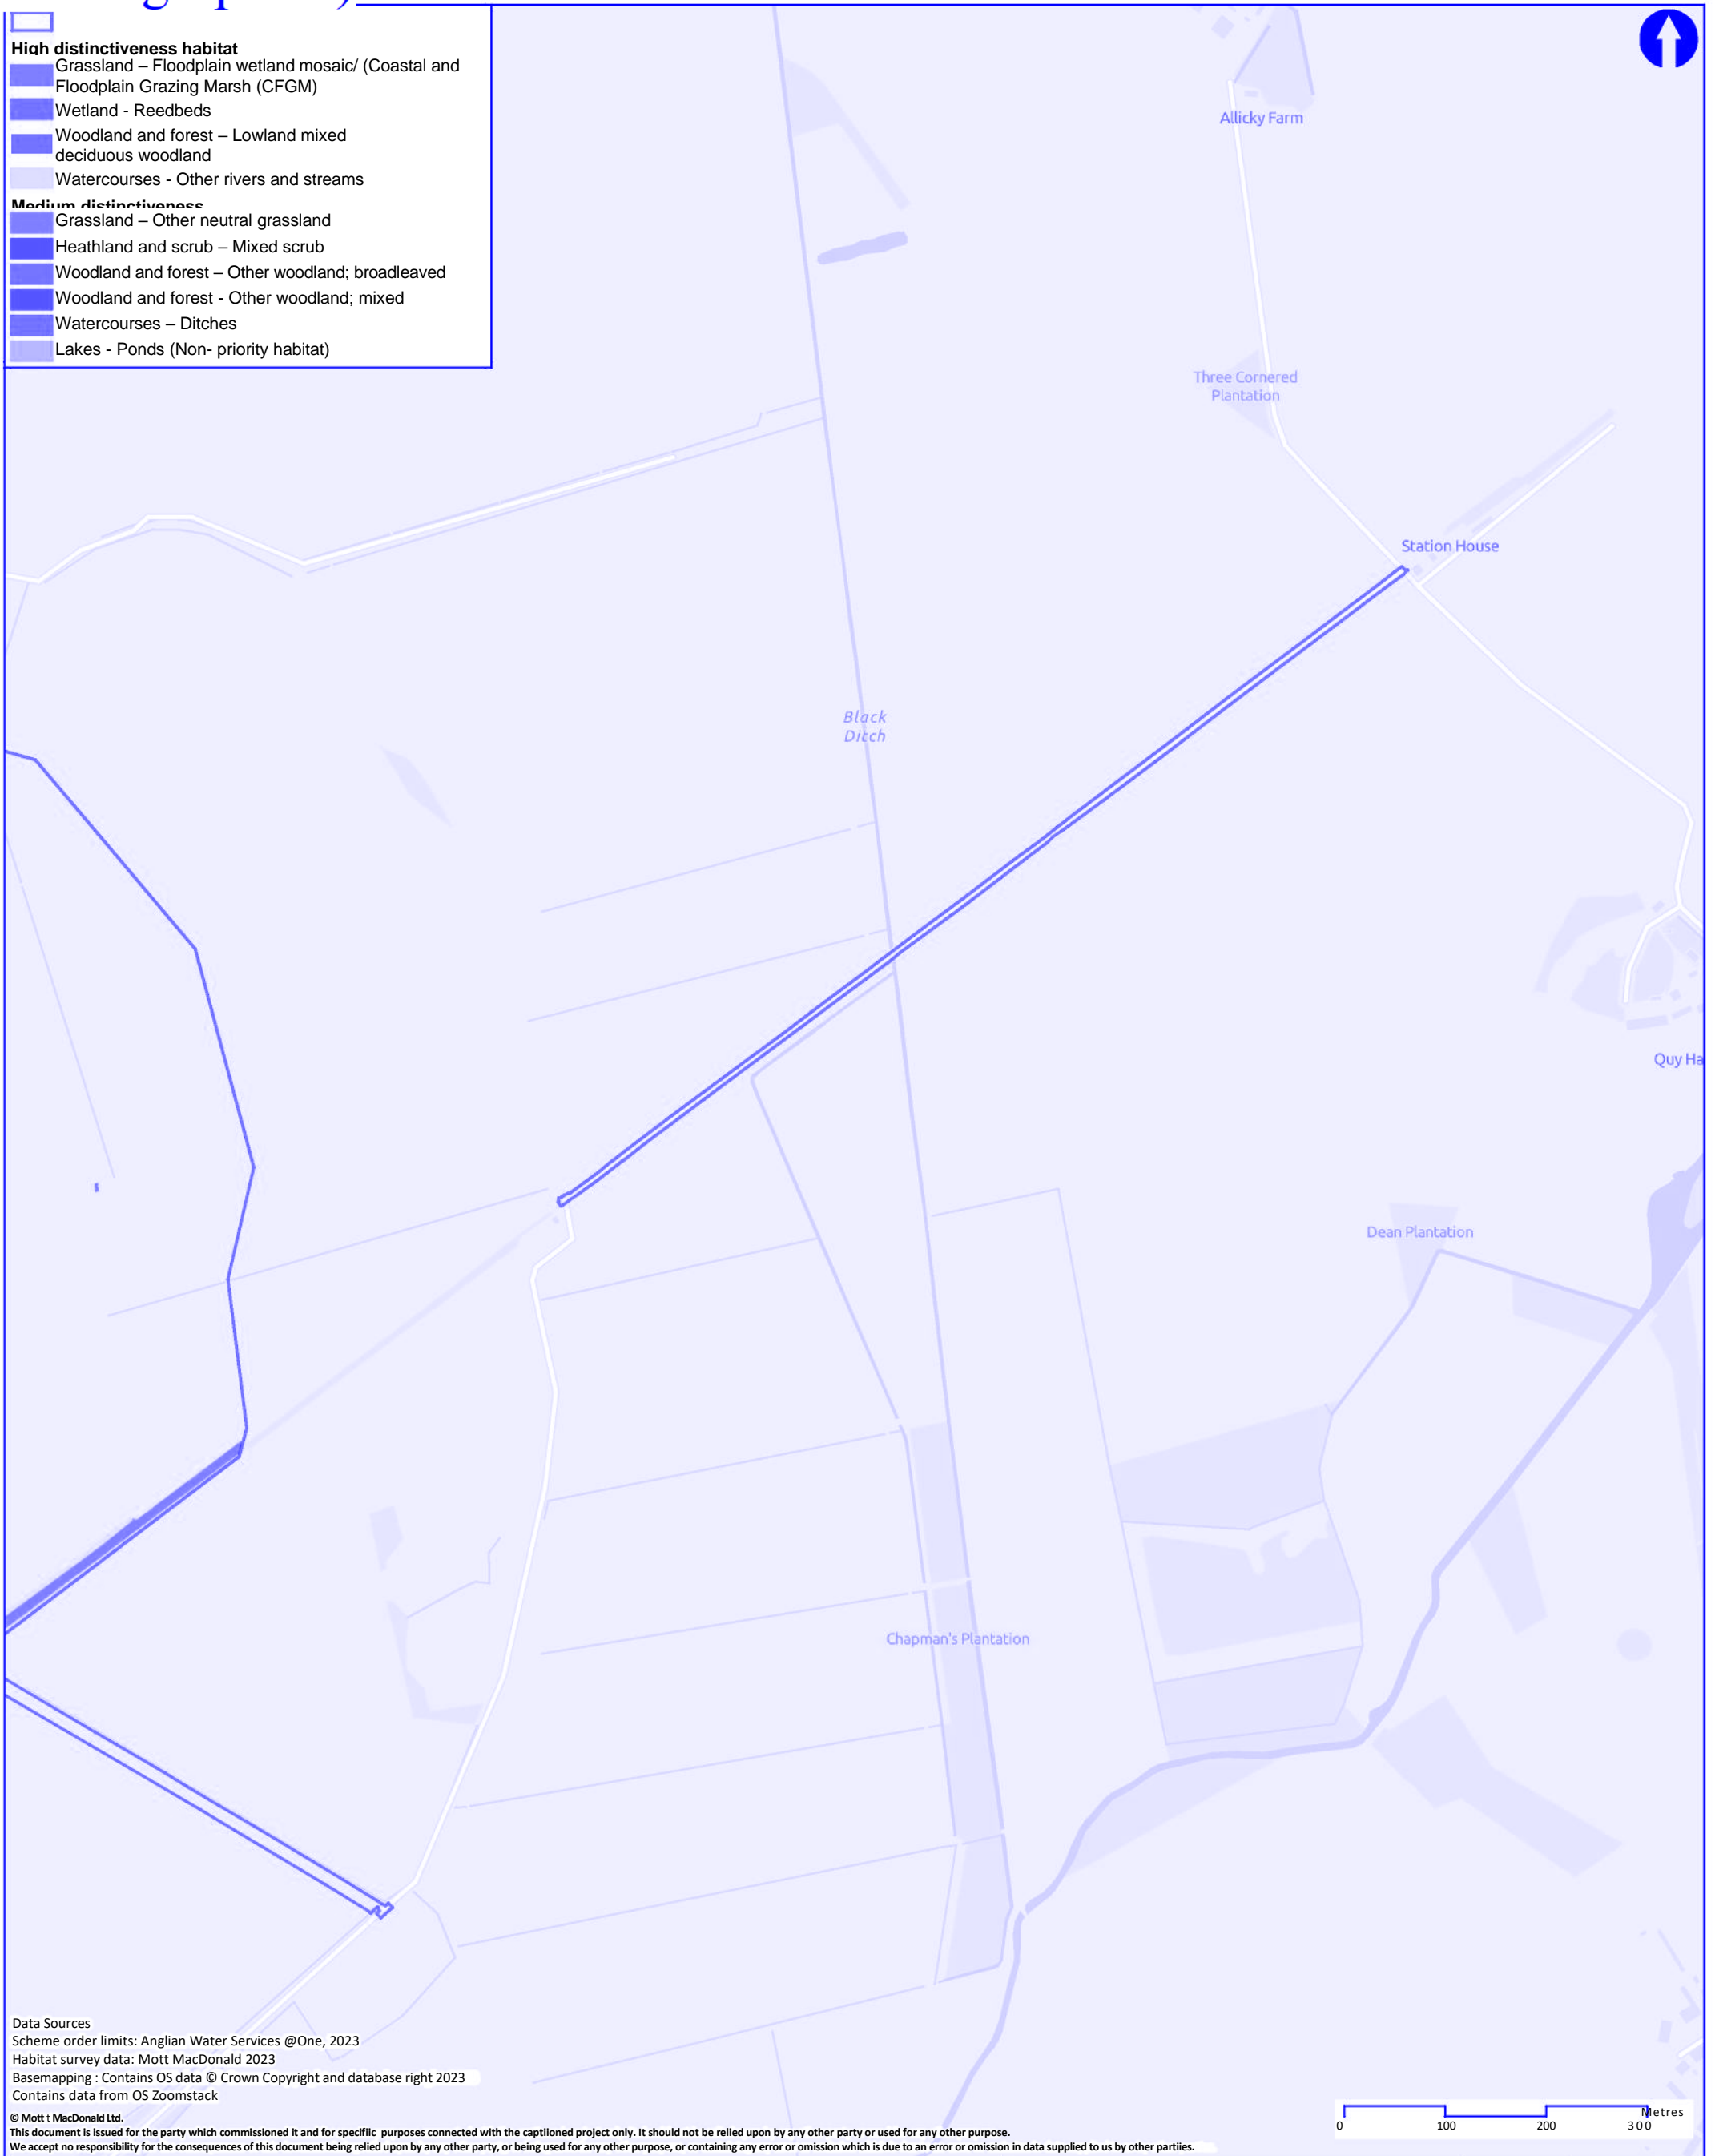 High distinctiveness habitat
Grassland – Floodplain wetland mosaic/ (Coastal and
Floodplain Grazing Marsh (CFGM)
Wetland - Reedbeds
Woodland and forest – Lowland mixed
deciduous woodland
Watercourses - Other rivers and streams
Medium distinctiveness
Grassland – Other neutral grassland
Heathland and scrub – Mixed scrub
Woodland and forest – Other woodland; broadleaved
Woodland and forest - Other woodland; mixed
Watercourses – Ditches
Lakes - Ponds (Non- priority habitat)
Allicky Farm
Three Cornered
Plantation
Station House
Black
Ditch
Quy Ha
Dean Plantation
Chapman's Plantation
Data Sources
Scheme order limits: Anglian Water Services @One, 2023
Habitat survey data: Mott MacDonald 2023
Basemapping : Contains OS data © Crown Copyright and database right 2023
Contains data from OS Zoomstack
© Mott t MacDonald Ltd.
This document is issued for the party which commissioned it and for specifiic purposes connected with the captiioned project only. It should not be relied upon by any other party or used for any other purpose.
We accept no responsibility for the consequences of this document being relied upon by any other party, or being used for any other purpose, or containing any error or omission which is due to an error or omission in data supplied to us by other partiies.
Metres
0 100 200 300